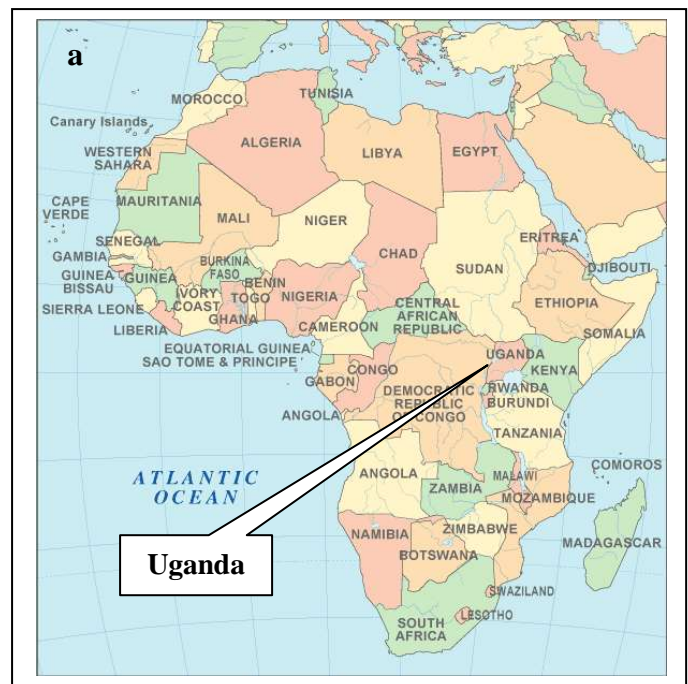 a
TUNISIA
MOROCCO
Canary Islands
ALGERIA
LIBYA
EGYPT
WESTERN
SAHARA
MAURITANIA
CAPE
VERDE
MALI
NIGER
CHAD
SUDAN
ERITREA
SENEGAL
GAMBIA
GUINEA
BISSAU
GUINEA
BURKINA
FASO
BENIN
DJIBOUTI
SIERRA LEONE
IVORY
COAST
TOGO
NIGERIA
ETHIOPIA
LIBERIA
GHANA
CAMEROON
CENTRAL
AFRICAN
REPUBLIC
SOMALIA
EQUATORIAL GUINEA
SAO TOME & PRINCIPE
UGANDA
KENYA
GABON
CONGO
DEMOCRATIC
REPUBLIC
OF CONGO
RWANDA
BURUNDI
ANGOLA
TANZANIA
COMOROS
ATLANTIC
OCEAN
ANGOLA
ZAMBIA
MALAWI
MOZAMBIQUE
Uganda
NAMIBIA
ZIMBABWE
BOTSWANA
MADAGASCAR
SWAZILAND
LESOTHO
SOUTH
AFRICA